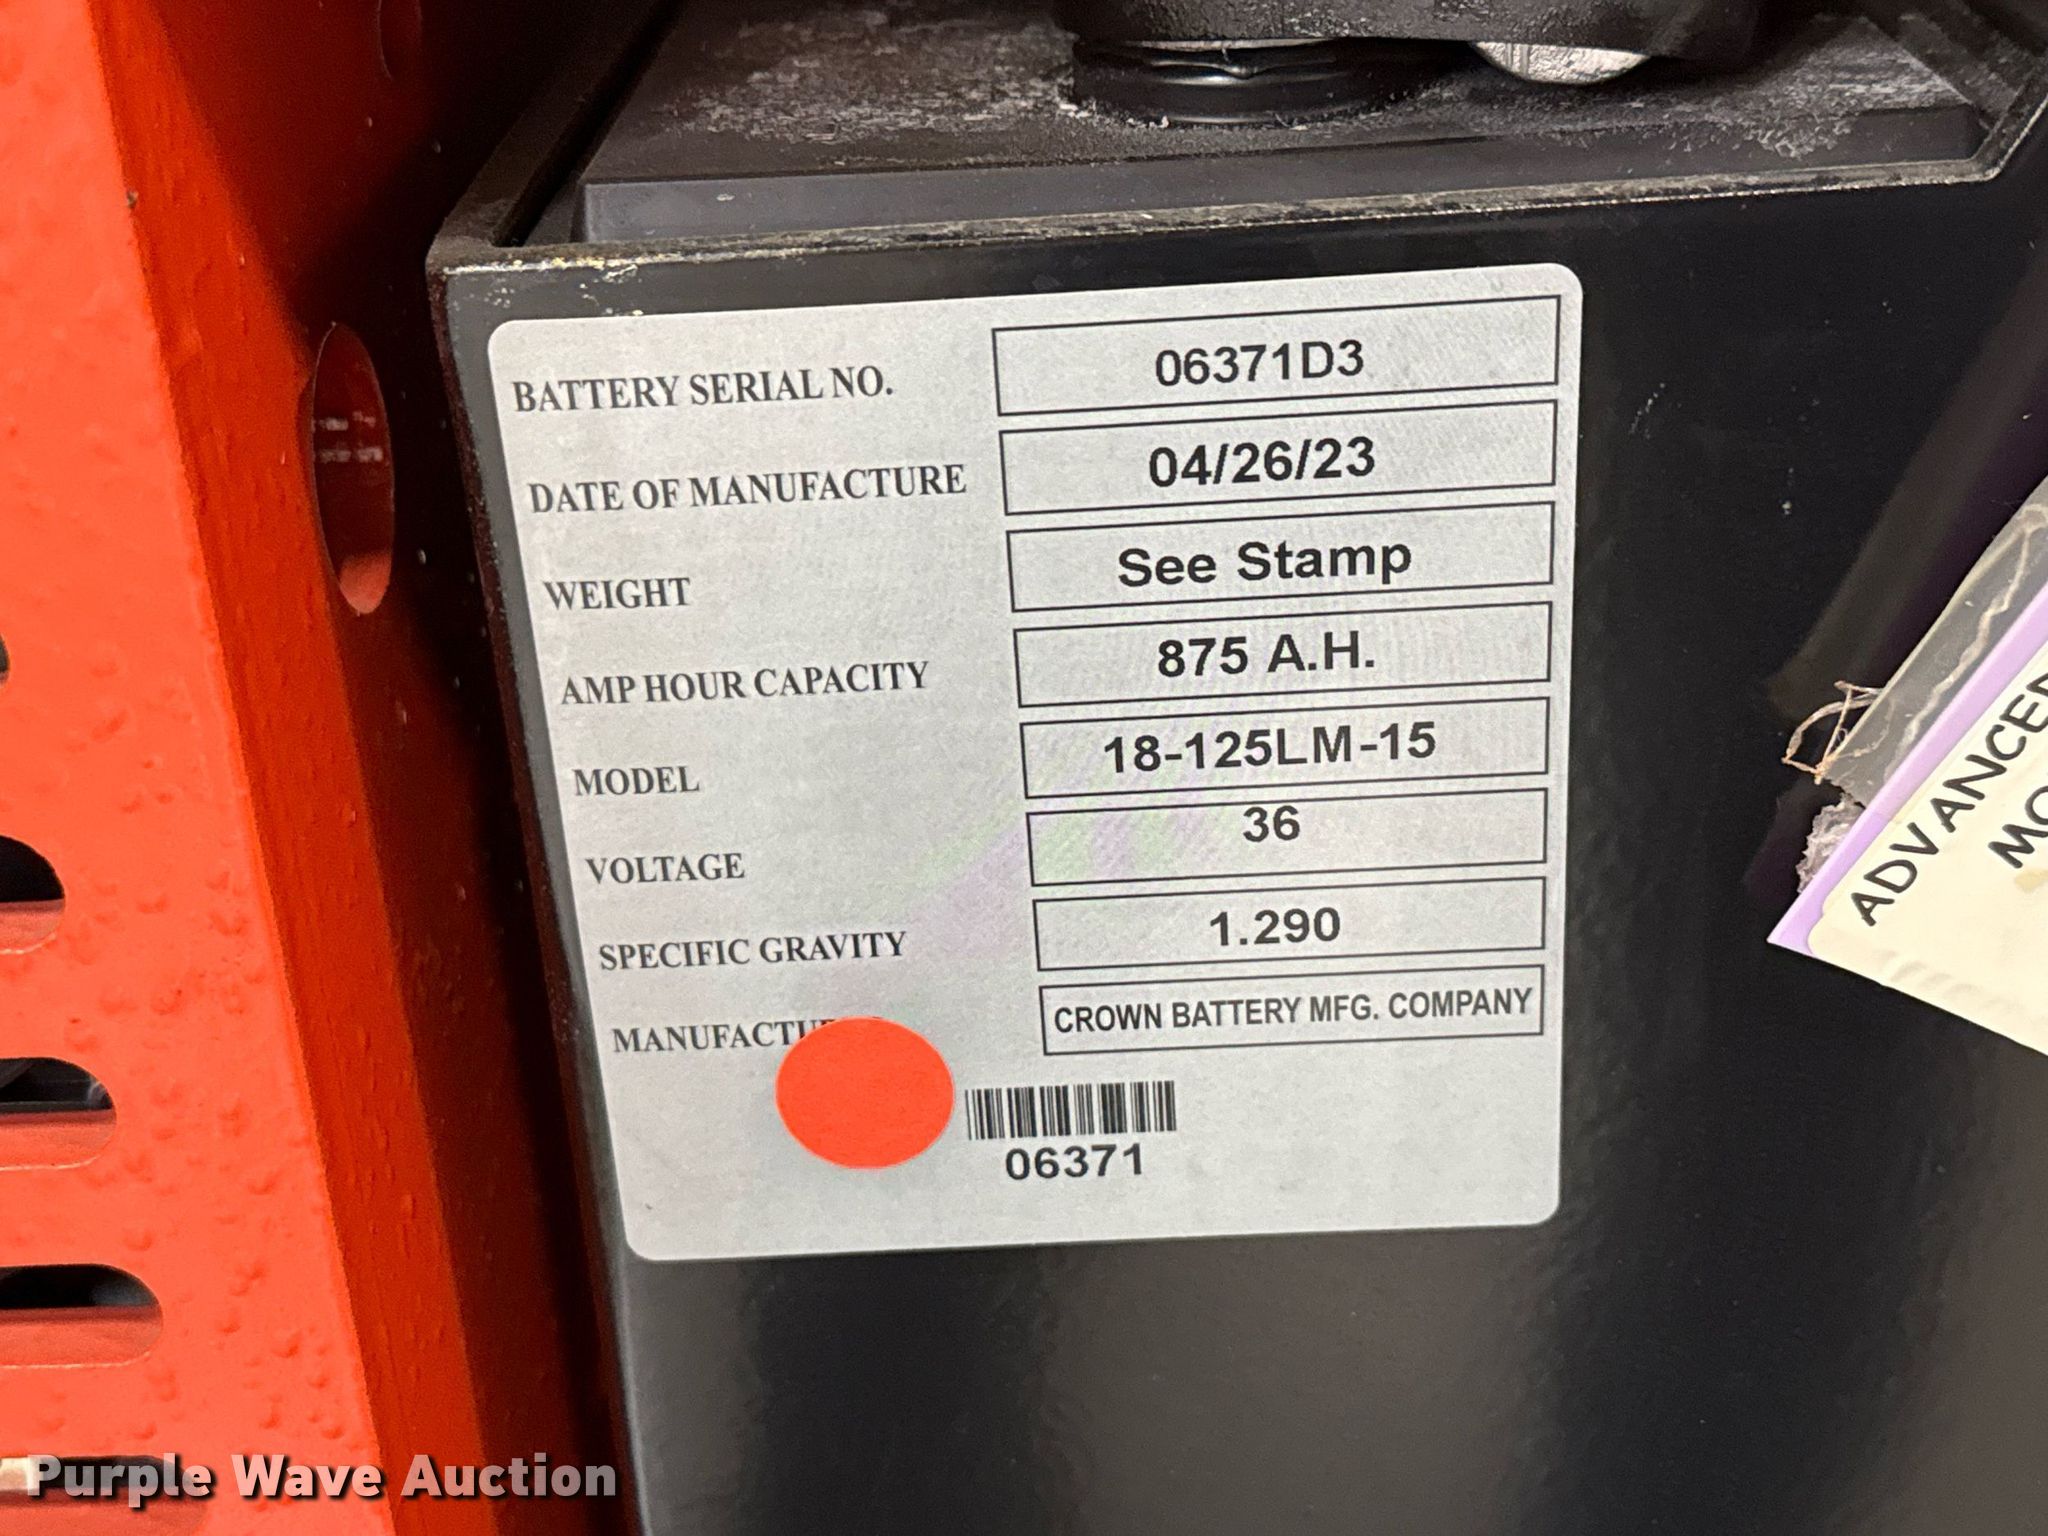 BATTERY SERIAL NO. 06371D3
DATE OF MANUFACTURE 04/26/23
WEIGHT See Stamp
AMP HOUR CAPACITY 875 A.H.
MODEL 18-125LM-15
VOLTAGE 36
SPECIFIC GRAVITY 1.290
CROWN BATTERY MFG. COMPANY
06371
Purple Wave Auction